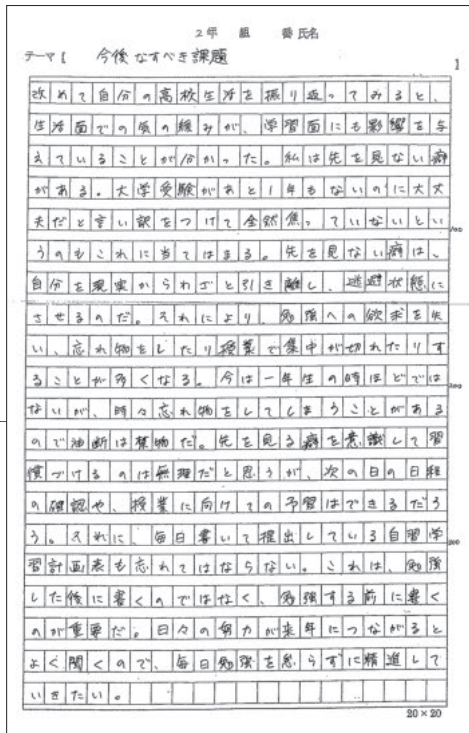 2年 組 番 氏名
テーマ【 今後なすべき課題 】
改めて自分の高校生活を振り返ってみると、
生活面での気の緩みが、学習面にも影響を与
えていることが分かった。私は先を見ない癖
がある。大学受験があと1年もないのに大丈
夫だと言い訳をつけて全然焦っていないとい
100
うのもこれに当てはまる。先を見ない癖は、
自分を現実からわざと引き離し、逃避状態に
させるのだ。それにより、勉強への欲求を失
い、忘れ物をしたり授業で集中が切れたりす
ることが多くなる。今は一年生の時ほどでは
200
ないが、時々忘れ物をしてしまうことがある
ので油断は禁物だ。先を見る癖を意識して習
慣づけるのは無理だと思うが、次の日の日程
の確認や、授業に向けての予習はできるだろ
う。それに、毎日書いて提出している自習学
300
習計画表も忘れてはならない。これは、勉強
した後に書くのではなく、勉強する前に書く
のが重要だ。日々の努力が来年につながると
よく聞くので、毎日勉強を怠らずに精進して
いきたい。
20×20